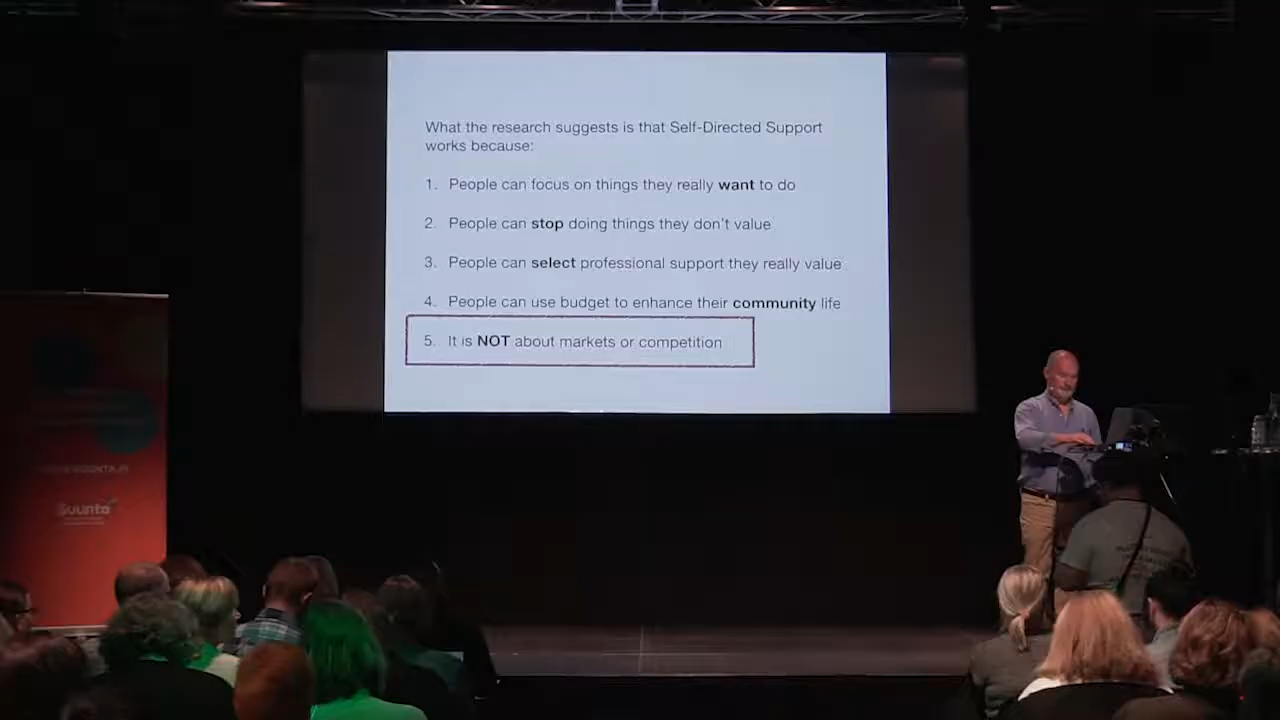 What the research suggests is that Self-Directed Support
works because:
1. People can focus on things they really want to do
2. People can stop doing things they don't value
3. People can select professional support they really value
4. People can use budget to enhance their community life
5. It is NOT about markets or competition
Suunta